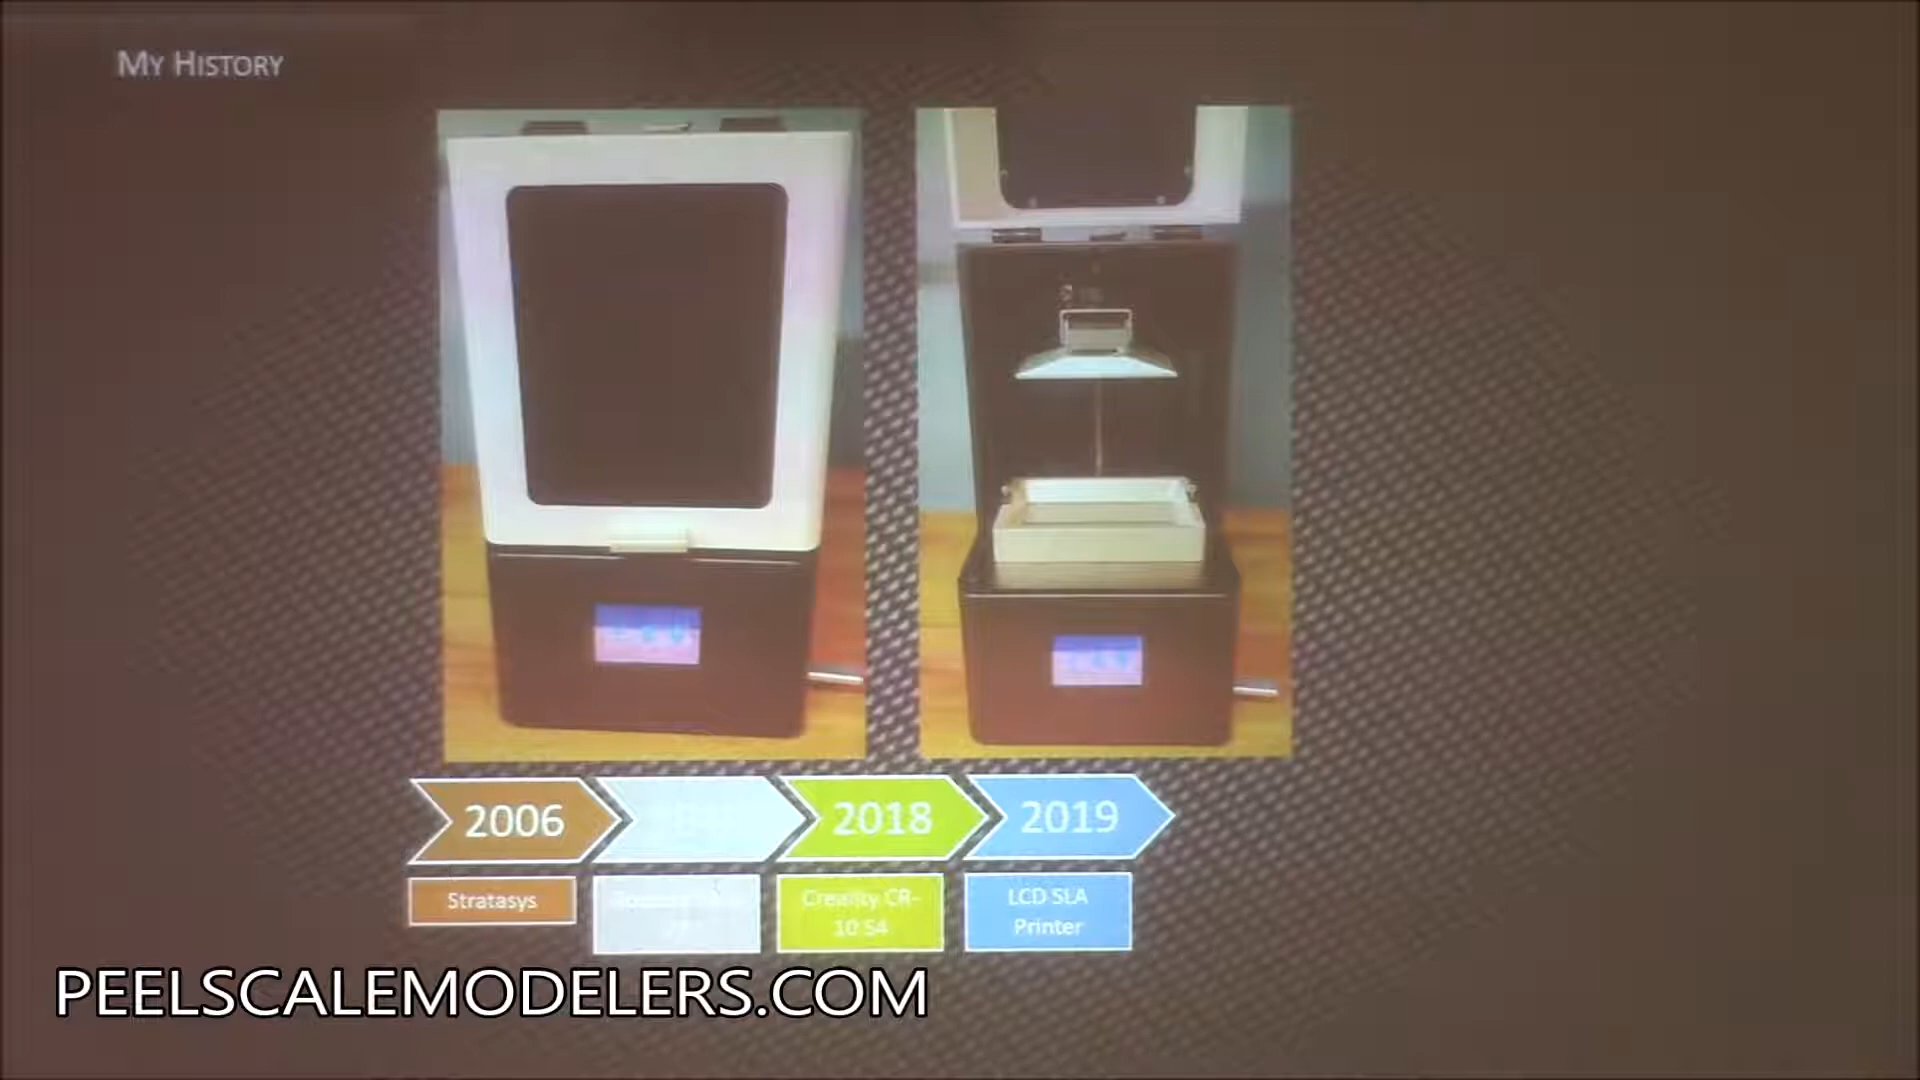 MY HISTORY
2006
2018
2019
Stratasys
Creality CR-
10 S4
LCD SLA
Printer
PEELSCALEMODELERS.COM